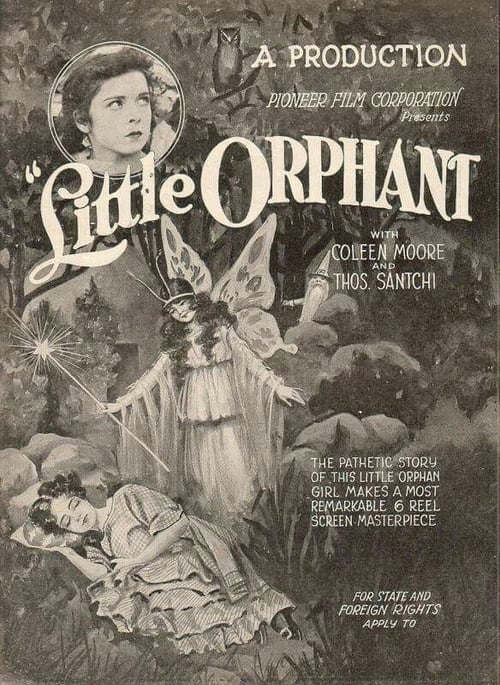 A PRODUCTION
PIONEER FILM CORPORATION
Presents
"Little ORPHANT
WITH
COLEEN MOORE
AND
THOS. SANTCHI
THE PATHETIC STORY
OF THIS LITTLE ORPHAN
GIRL MAKES A MOST
REMARKABLE 6 REEL
SCREEN MASTERPIECE
FOR STATE AND
FOREIGN RIGHTS
APPLY TO